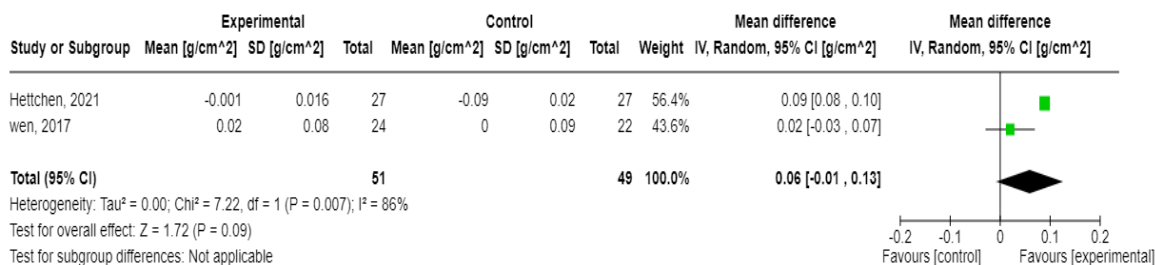 Experimental Control Mean difference Mean difference
Study or Subgroup Mean [g/cm^2] SD [g/cm^2] Total Mean [g/cm^2] SD [g/cm^2] Total Weight IV, Random, 95% CI [g/cm^2] IV, Random, 95% CI [g/cm^2]
Hettchen, 2021 -0.001 0.016 27 -0.09 0.02 27 56.4% 0.09 [0.08 , 0.10]
wen, 2017 0.02 0.08 24 0 0.09 22 43.6% 0.02 [-0.03 , 0.07]
Total (95% CI) 51 49 100.0% 0.06 [-0.01 , 0.13]
Heterogeneity: Tau² = 0.00; Chi² = 7.22, df = 1 (P = 0.007); I² = 86%
Test for overall effect: Z = 1.72 (P = 0.09)
-0.2 -0.1 0 0.1 0.2
Test for subgroup differences: Not applicable Favours [control] Favours [experimental]